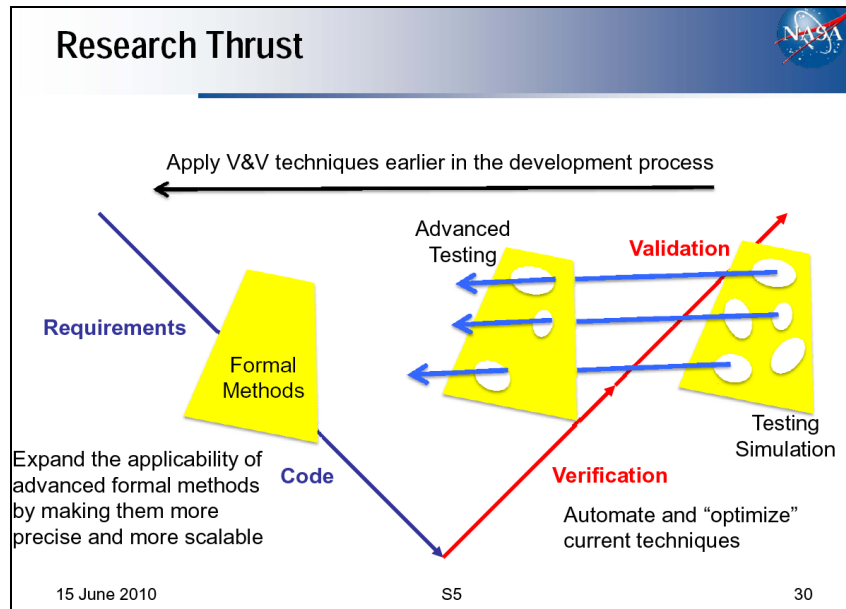 Research Thrust
NASA
Apply V&V techniques earlier in the development process
Advanced
Testing
Validation
Requirements
Formal
Methods
Testing
Simulation
Expand the applicability of
advanced formal methods
by making them more
precise and more scalable
Code
Verification
Automate and “optimize”
current techniques
15 June 2010
S5
30